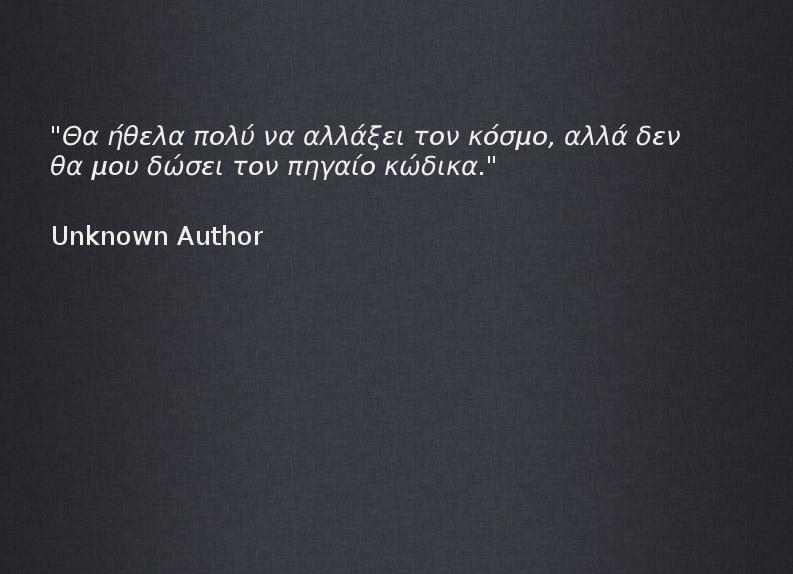 "Θα ήθελα πολύ να αλλάξει τον κόσμο, αλλά δεν
θα μου δώσει τον πηγαίο κώδικα."
Unknown Author